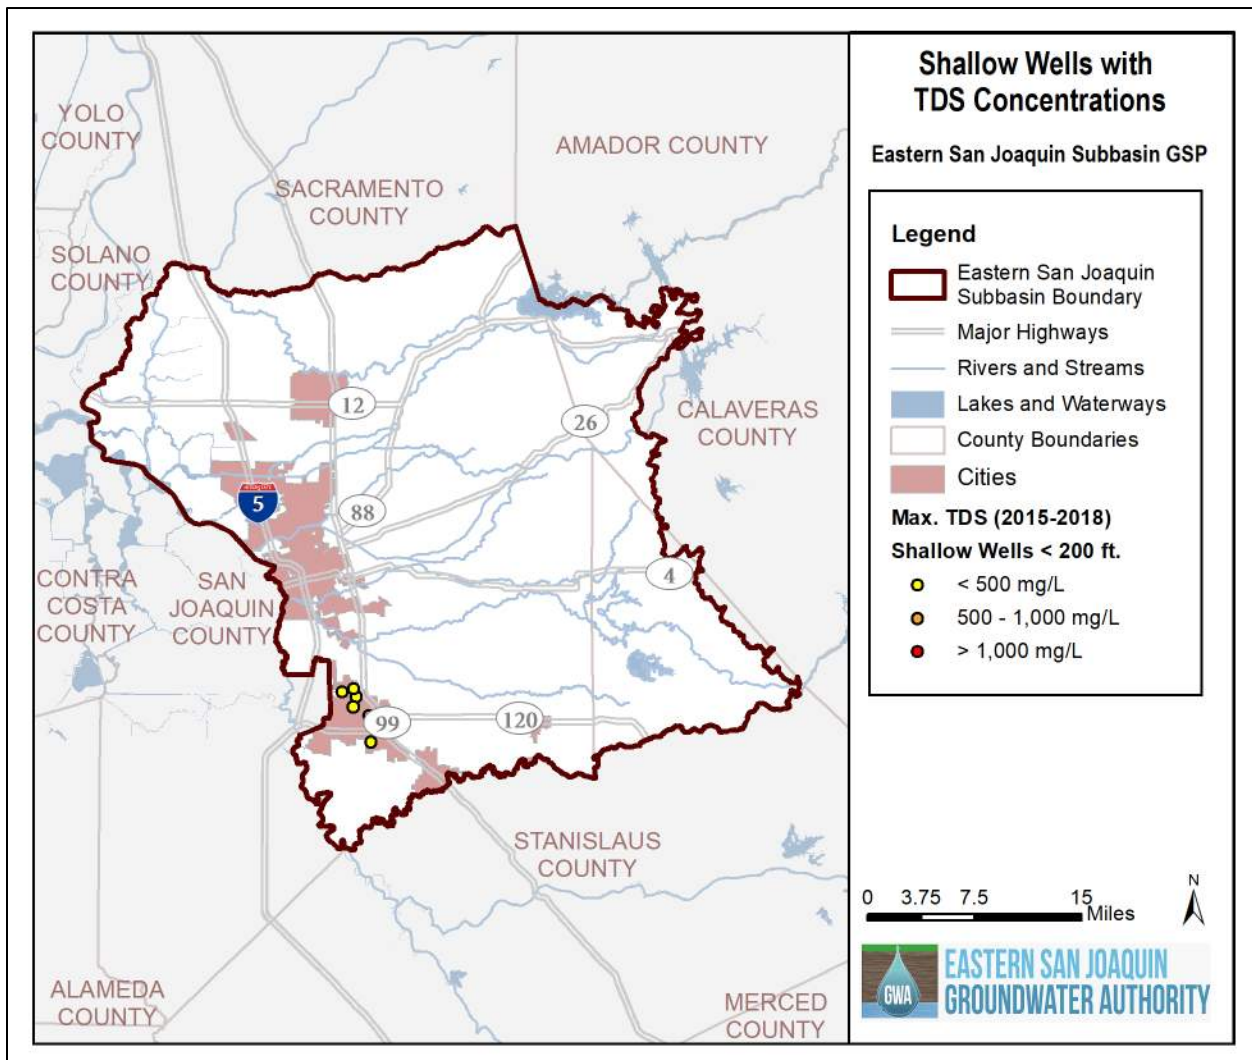 YOLO
COUNTY
AMADOR COUNTY
SACRAMENTO
COUNTY
SOLANO
COUNTY
12
26
CALAVERAS
COUNTY
5
88
4
CONTRA
COSTA
COUNTY
SAN
JOAQUIN
COUNTY
99
120
STANISLAUS
COUNTY
ALAMEDA
COUNTY
MERCED
COUNTY
Shallow Wells with
TDS Concentrations
Eastern San Joaquin Subbasin GSP
Legend
Eastern San Joaquin
Subbasin Boundary
Major Highways
Rivers and Streams
Lakes and Waterways
County Boundaries
Cities
Max. TDS (2015-2018)
Shallow Wells < 200 ft.
< 500 mg/L
500 - 1,000 mg/L
> 1,000 mg/L
N
0 3.75 7.5 15
Miles
GWA
EASTERN SAN JOAQUIN
GROUNDWATER AUTHORITY